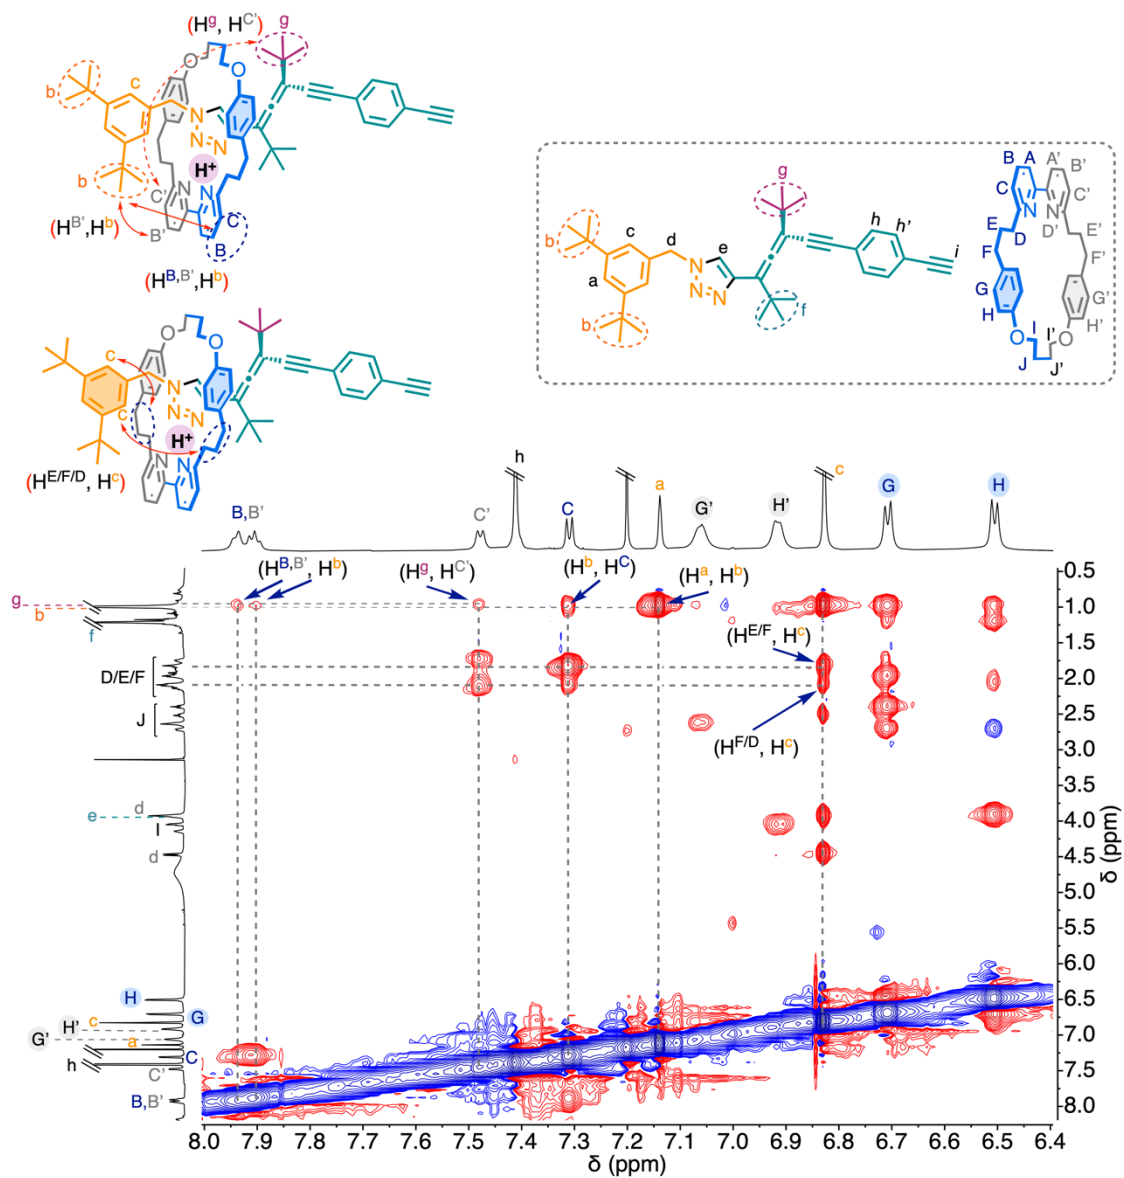 (Hg, HC')
g
b
c
O
O
N
N=N
H+
b
C'
N
N
C
(HB',Hb)
B'
B
(HB,B',Hb)
O
O
c
N
N=N
c
H+
(HE/F/D, Hc)
N
N
g
b
c
d
e
h
h'
i
a
N
N=N
b
f
B
A
A'
B'
C
C'
N
N
E
D
D'
E'
F
F'
G
G'
H
H'
O
I
I'
O
J
J'
B,B'
C'
h
C
a
G'
H'
c
G
H
(HB,B', Hb)
(Hg, HC')
(Hb, HC)
(Ha, Hb)
(HE/F, Hc)
(HF/D, Hc)
g
b
f
D/E/F
J
d
e
I
d
H
G
H'
c
G'
a
h
C
C'
B,B'
0.5
1.0
1.5
2.0
2.5
3.0
3.5
4.0
4.5
5.0
5.5
6.0
6.5
7.0
7.5
8.0
δ (ppm)
8.0 7.9 7.8 7.7 7.6 7.5 7.4 7.3 7.2 7.1 7.0 6.9 6.8 6.7 6.6 6.5 6.4
δ (ppm)